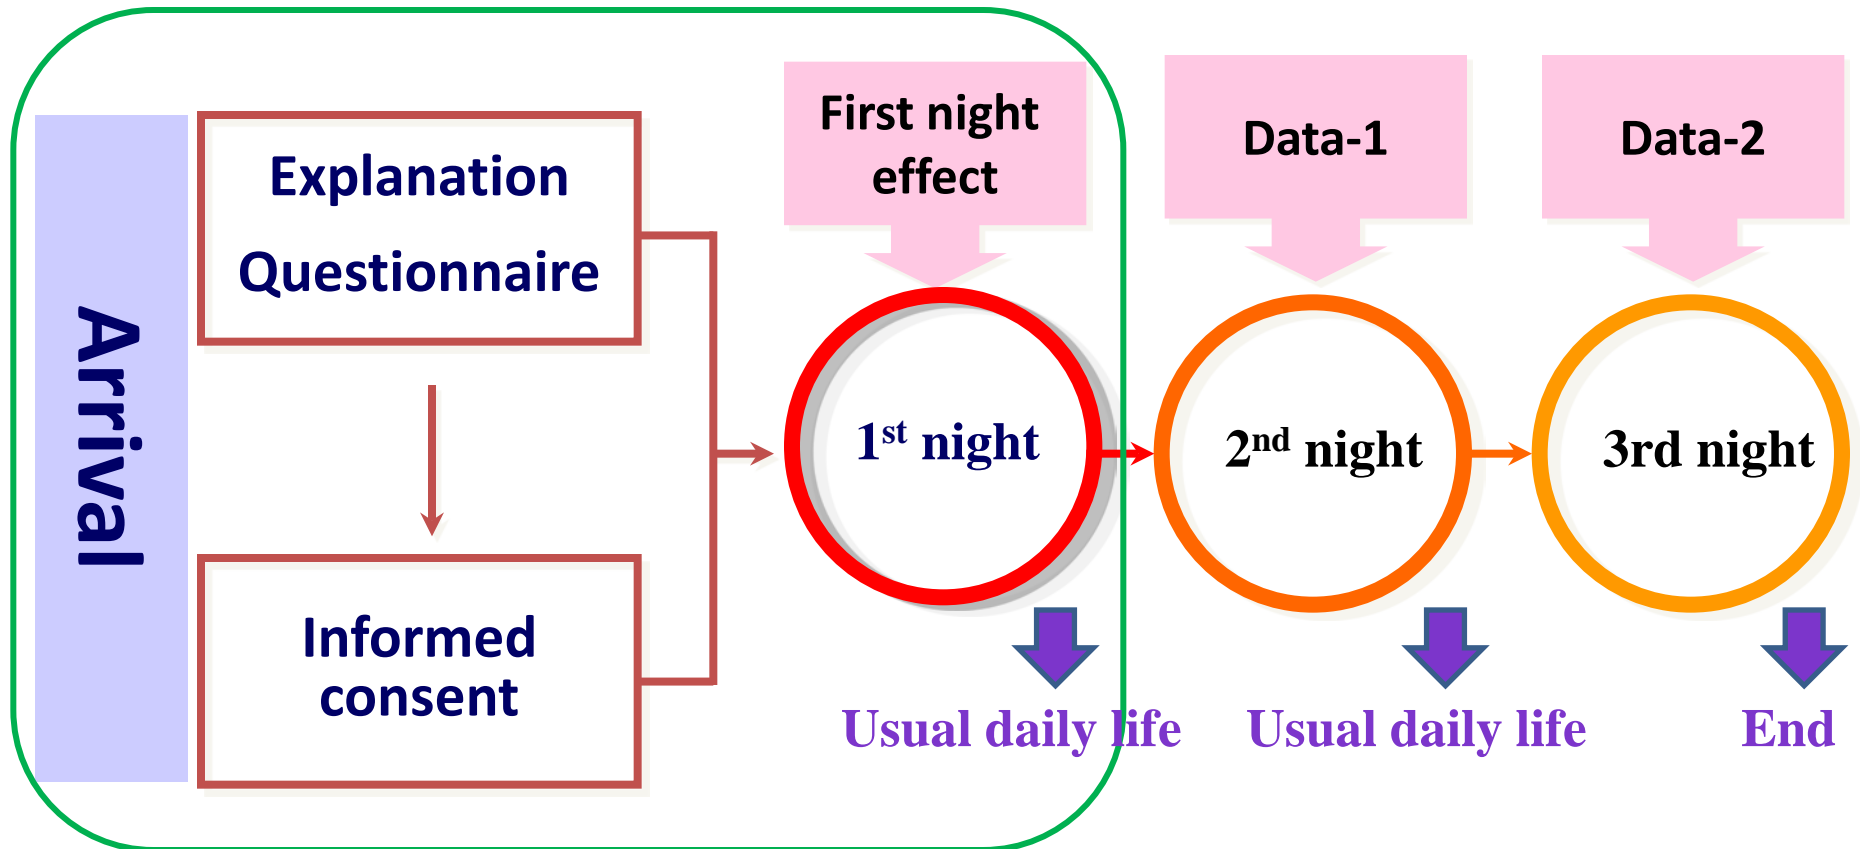 Arrival
Explanation
Questionnaire
Informed
consent
First night
effect
1st night
Usual daily life
Data-1
2nd night
Usual daily life
Data-2
3rd night
End